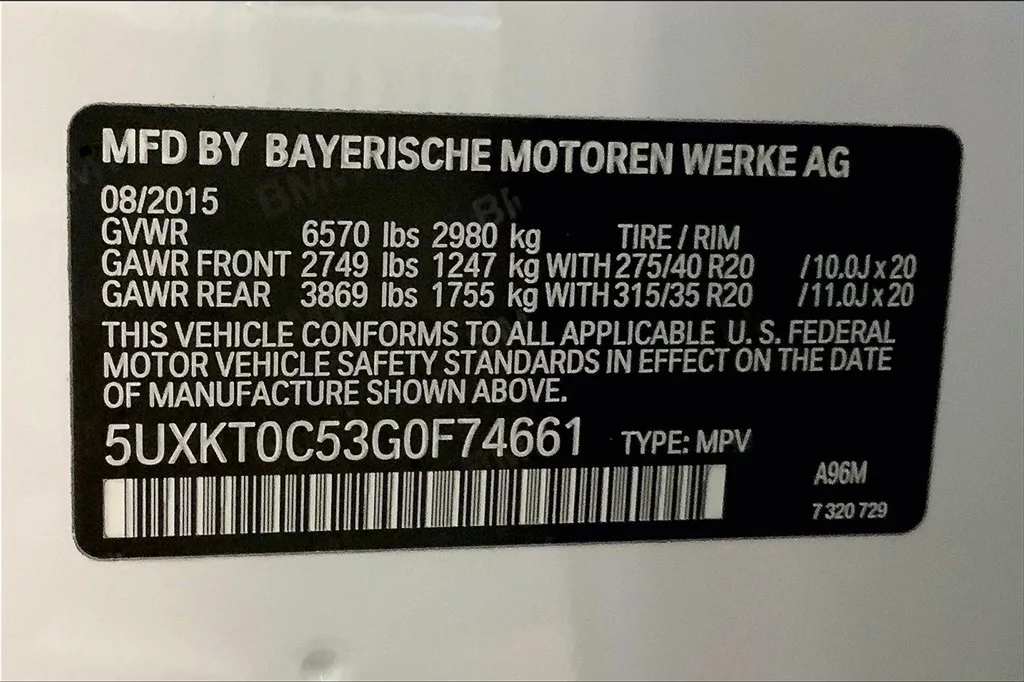 MFD BY BAYERISCHE MOTOREN WERKE AG
08/2015
GVWR 6570 lbs 2980 kg TIRE / RIM
GAWR FRONT 2749 lbs 1247 kg WITH 275/40 R20 /10.0J x 20
GAWR REAR 3869 lbs 1755 kg WITH 315/35 R20 /11.0J x 20
THIS VEHICLE CONFORMS TO ALL APPLICABLE U. S. FEDERAL
MOTOR VEHICLE SAFETY STANDARDS IN EFFECT ON THE DATE
OF MANUFACTURE SHOWN ABOVE.
5UXKT0C53G0F74661 TYPE: MPV
A96M
7 320 729